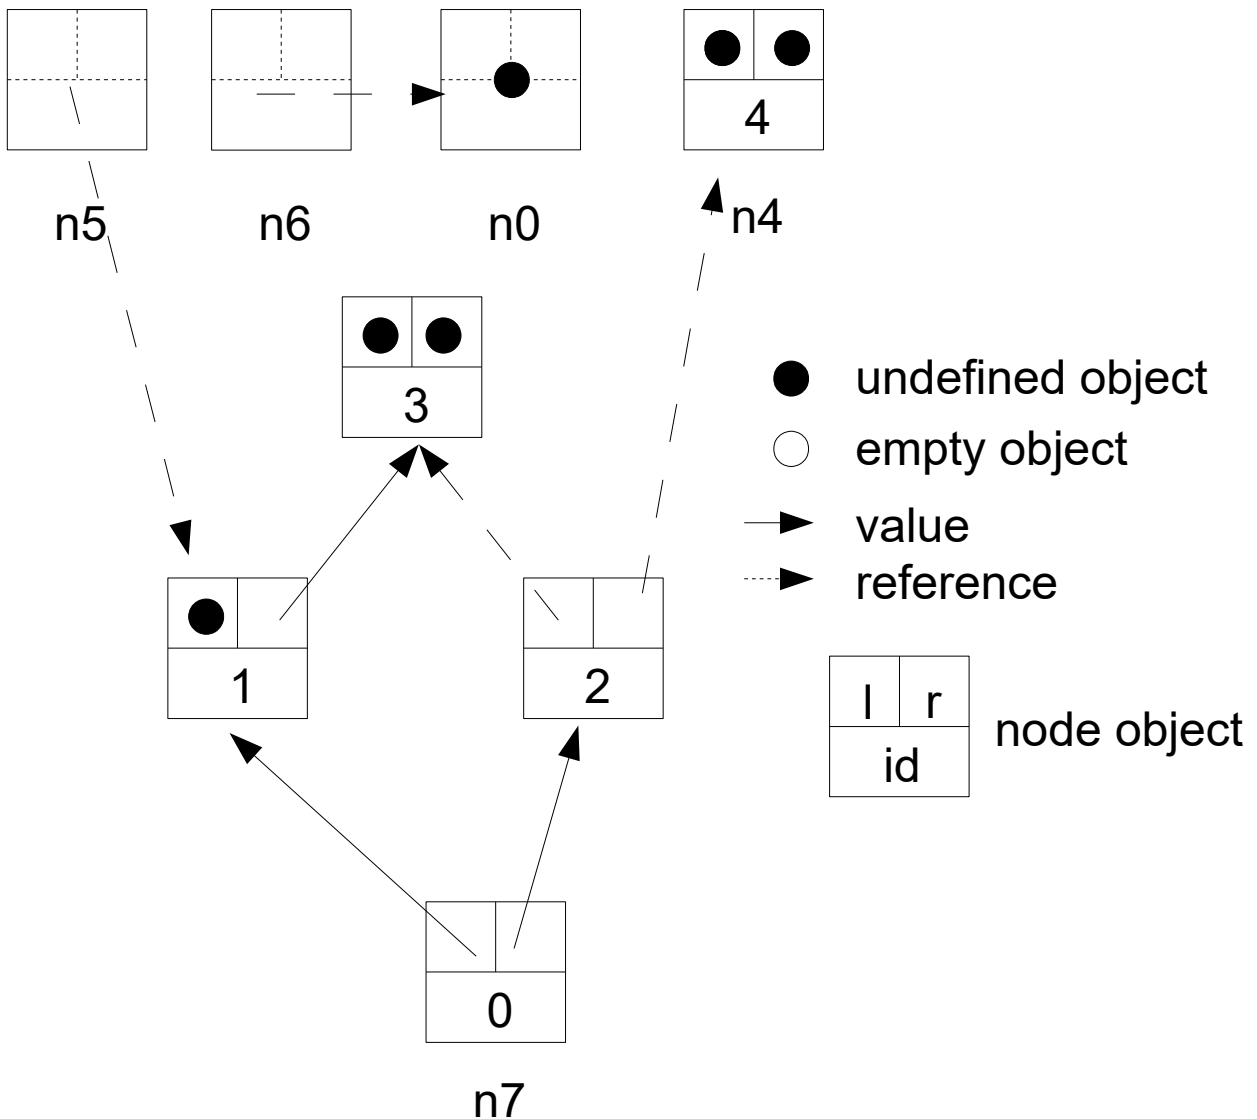 4
n5
n6
n0
n4
3
undefined object
empty object
value
reference
1
2
l
r
node object
id
0
n7